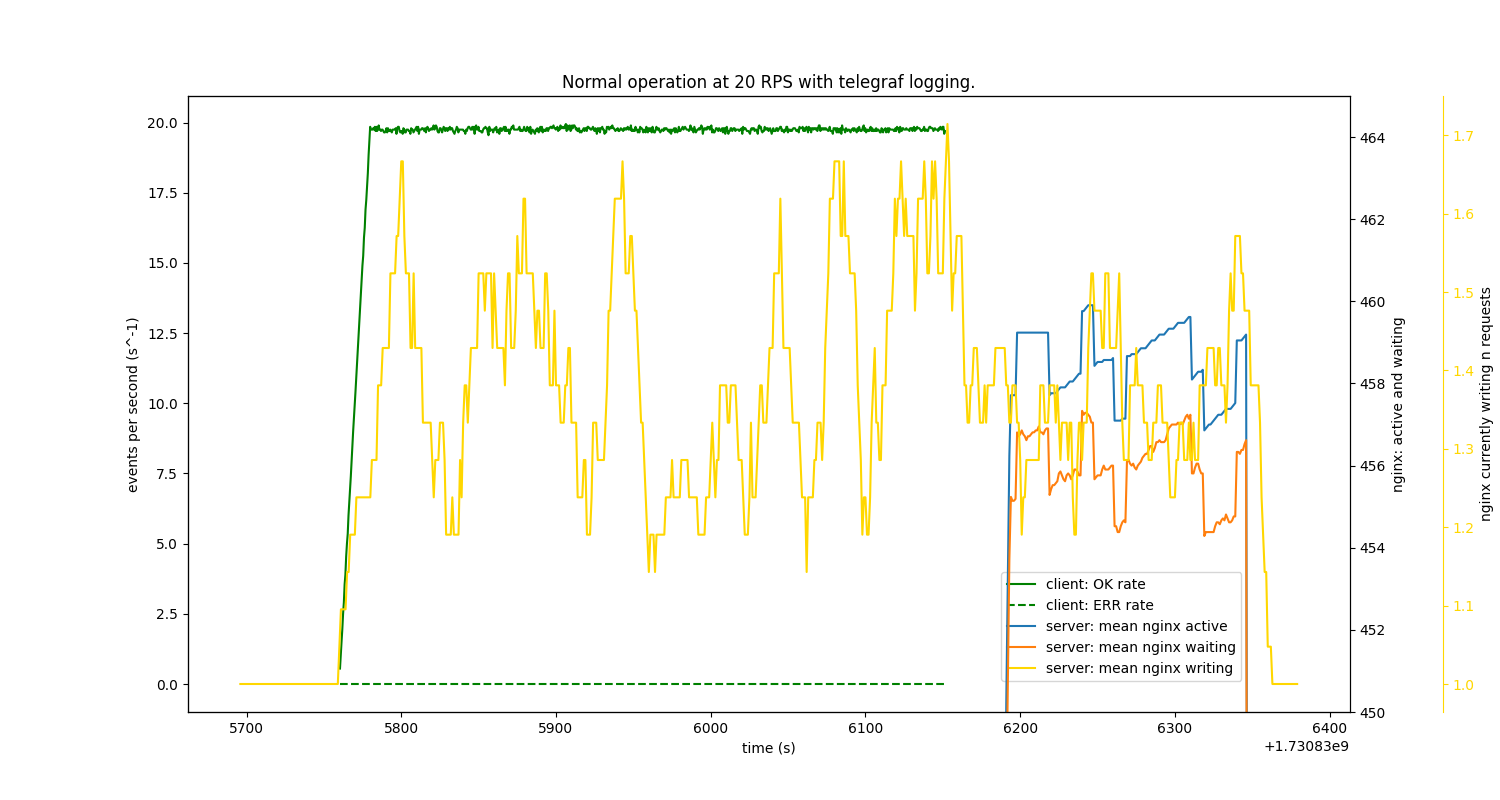 Normal operation at 20 RPS with telegraf logging.
events per second (s^-1)
20.0
17.5
15.0
12.5
10.0
7.5
5.0
2.5
0.0
5700 5800 5900 6000 6100 6200 6300 6400
time (s)
+1.73083e9
464
462
460
458
456
454
452
450
nginx: active and waiting
1.7
1.6
1.5
1.4
1.3
1.2
1.1
1.0
nginx currently writing n requests
client: OK rate
client: ERR rate
server: mean nginx active
server: mean nginx waiting
server: mean nginx writing